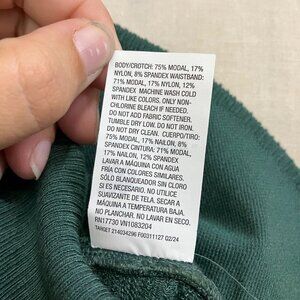 BODY/CROTCH: 75% MODAL, 17%
NYLON, 8% SPANDEX WAISTBAND:
71% MODAL, 17% NYLON, 12%
SPANDEX MACHINE WASH COLD
WITH LIKE COLORS. ONLY NON-
CHLORINE BLEACH IF NEEDED.
DO NOT ADD FABRIC SOFTENER.
TUMBLE DRY LOW. DO NOT IRON.
DO NOT DRY CLEAN. CUERPO/TIRO:
75% MODAL, 17% NAILON, 8%
SPANDEX CINTURA: 71% MODAL,
17% NAILON, 12% SPANDEX
LAVAR A MÁQUINA CON AGUA
FRÍA CON COLORES SIMILARES.
SÓLO BLANQUEADOR SIN CLORO
SI ES NECESARIO. NO UTILIZAR
SUAVIZANTE DE TELA. SECAR A
MÁQUINA A TEMPERATURA BAJA.
NO PLANCHAR. NO LAVAR EN SECO.
RN17730 VN1083204
TARGET 214034296 F00311127 02/24